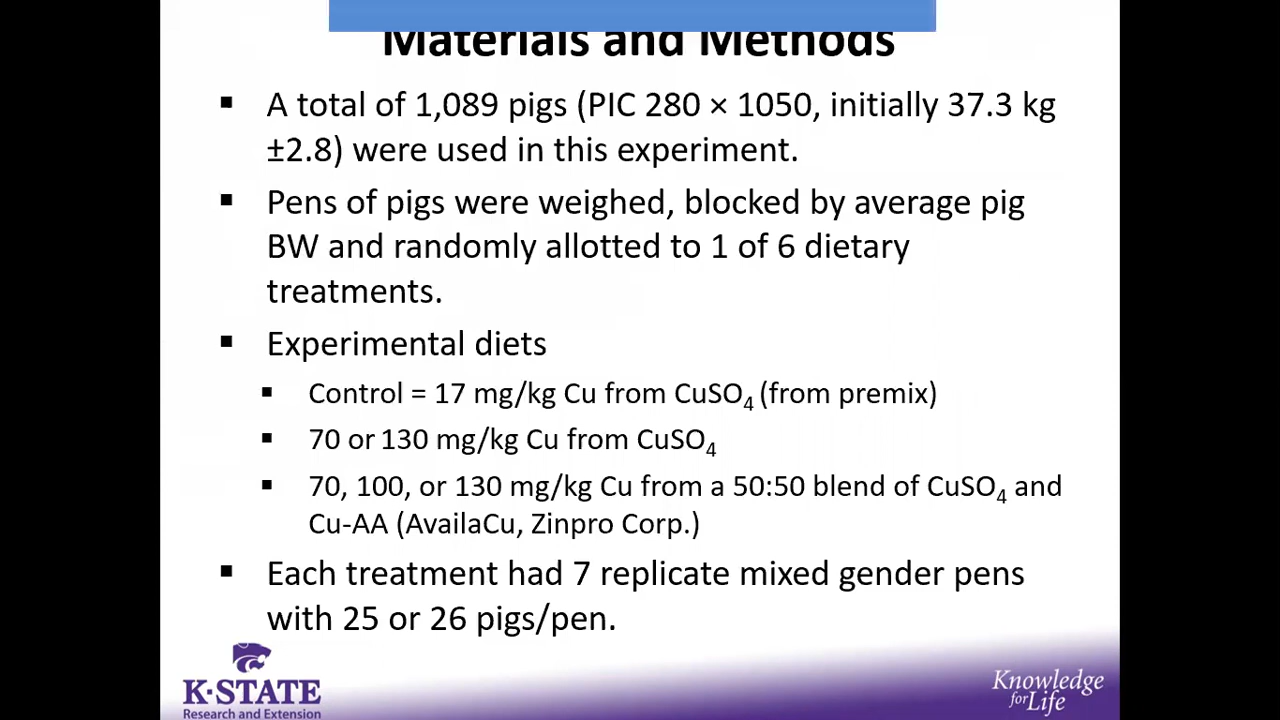 Materials and Methods
▪ A total of 1,089 pigs (PIC 280 × 1050, initially 37.3 kg
±2.8) were used in this experiment.
▪ Pens of pigs were weighed, blocked by average pig
BW and randomly allotted to 1 of 6 dietary
treatments.
▪ Experimental diets
▪ Control = 17 mg/kg Cu from CuSO₄ (from premix)
▪ 70 or 130 mg/kg Cu from CuSO₄
▪ 70, 100, or 130 mg/kg Cu from a 50:50 blend of CuSO₄ and
Cu-AA (AvailaCu, Zinpro Corp.)
▪ Each treatment had 7 replicate mixed gender pens
with 25 or 26 pigs/pen.
K-STATE
Research and Extension
Knowledge
for Life